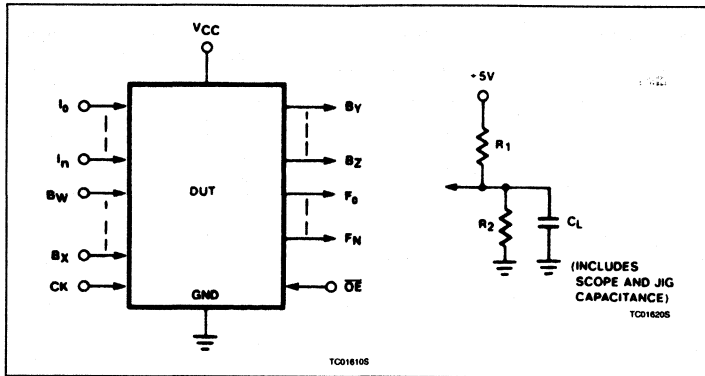 VCC
I0
In
BW
BX
CK
DUT
GND
BY
BZ
F0
FN
OE
TC01610S
+5V
R1
R2
CL
(INCLUDES
SCOPE AND JIG
CAPACITANCE)
TC01620S